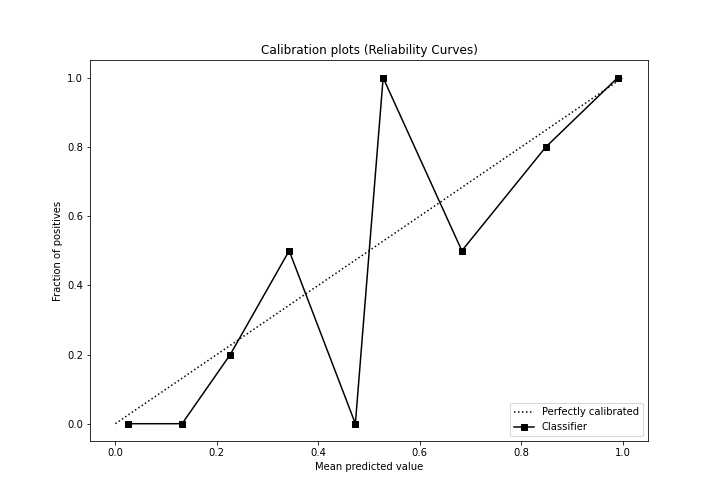 Calibration plots (Reliability Curves)
1.0
0.8
0.6
0.4
0.2
0.0
Fraction of positives
0.0 0.2 0.4 0.6 0.8 1.0
Mean predicted value
Perfectly calibrated
Classifier